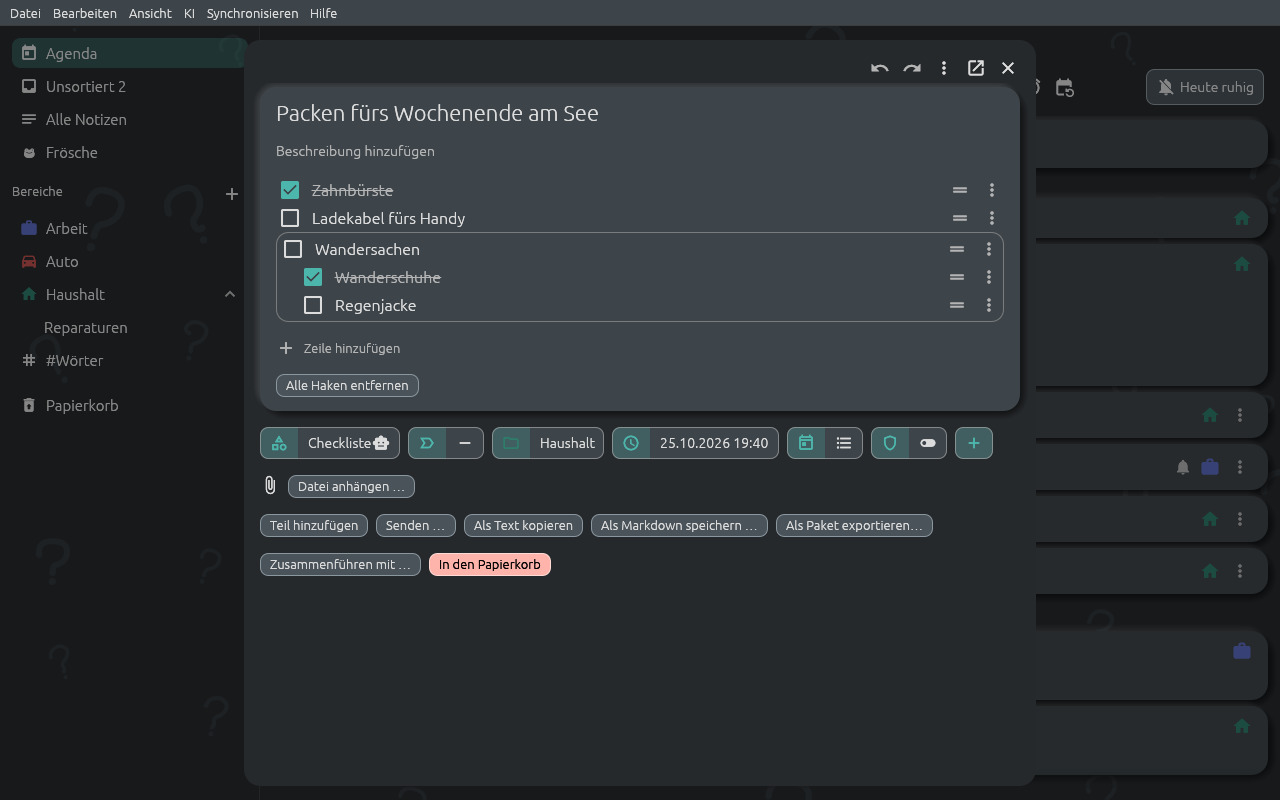 Datei Bearbeiten Ansicht KI Synchronisieren Hilfe
Agenda
Unsortiert 2
Alle Notizen
Frösche
Bereiche
Arbeit
Auto
Haushalt
Reparaturen
#Wörter
Papierkorb
Heute ruhig
Packen fürs Wochenende am See
Beschreibung hinzufügen
Zahnbürste
Ladekabel fürs Handy
Wandersachen
Wanderschuhe
Regenjacke
Zeile hinzufügen
Alle Haken entfernen
Checkliste Haushalt 25.10.2026 19:40
Datei anhängen …
Teil hinzufügen Senden … Als Text kopieren Als Markdown speichern … Als Paket exportieren…
Zusammenführen mit … In den Papierkorb